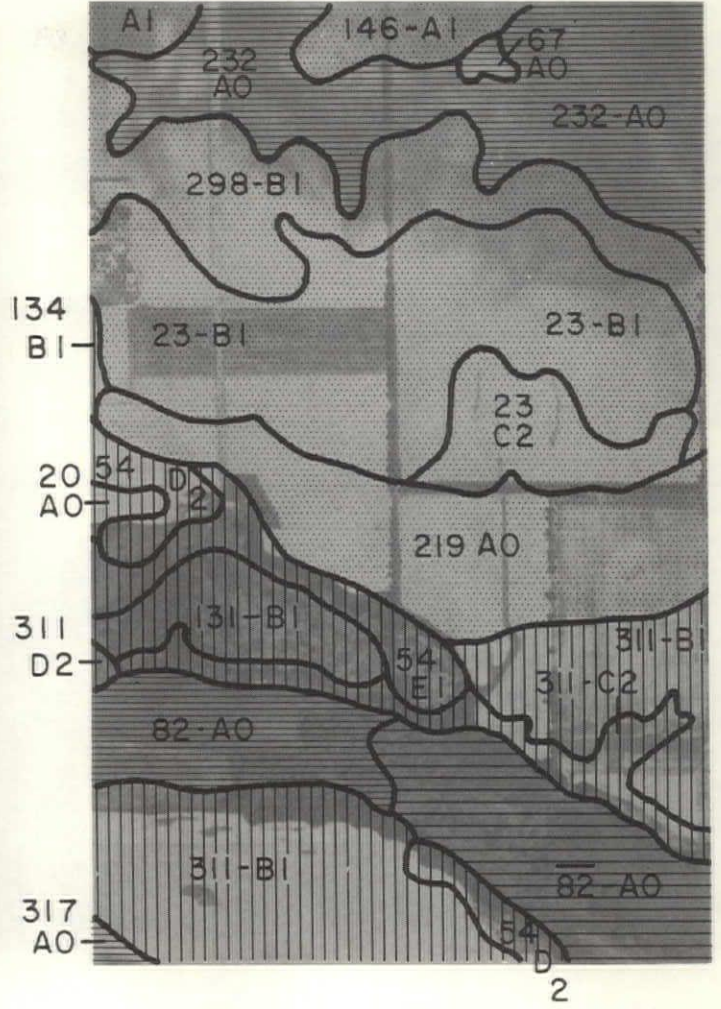 A1
146-A1
67
A0
232
A0
232-A0
298-B1
134
B1
23-B1
23-B1
23
C2
54
D
2
20
A0
219 A0
131-B1
311
D2
54
E1
311-B1
311-C2
82-A0
311-B1
82-A0
317
A0
54
D
2